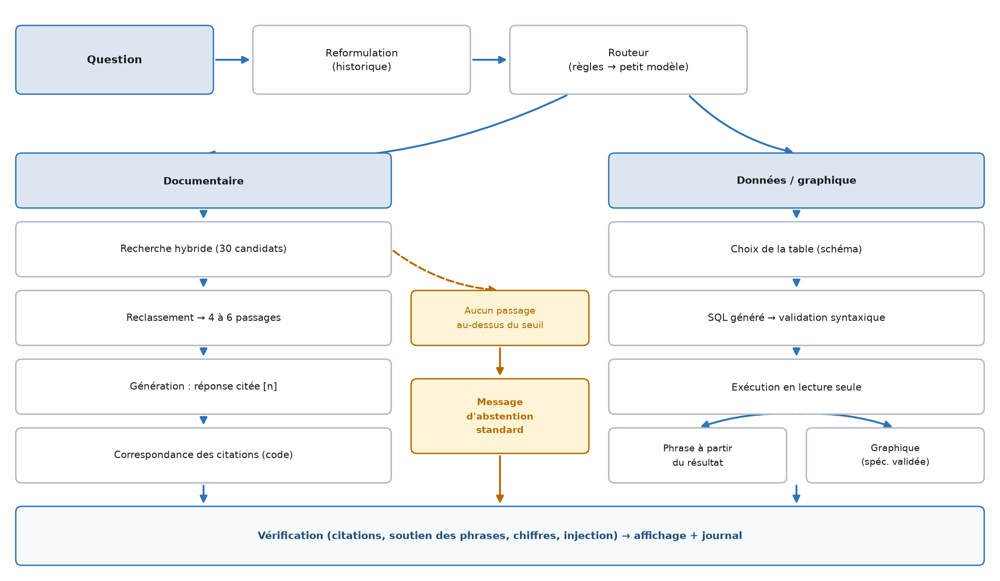 Question
Reformulation
(historique)
Routeur
(règles → petit modèle)
Documentaire
Données / graphique
Recherche hybride (30 candidats)
Choix de la table (schéma)
Reclassement → 4 à 6 passages
Aucun passage
au-dessus du seuil
SQL généré → validation syntaxique
Génération : réponse citée [n]
Message
d'abstention
standard
Exécution en lecture seule
Correspondance des citations (code)
Phrase à partir
du résultat
Graphique
(spéc. validée)
Vérification (citations, soutien des phrases, chiffres, injection) → affichage + journal